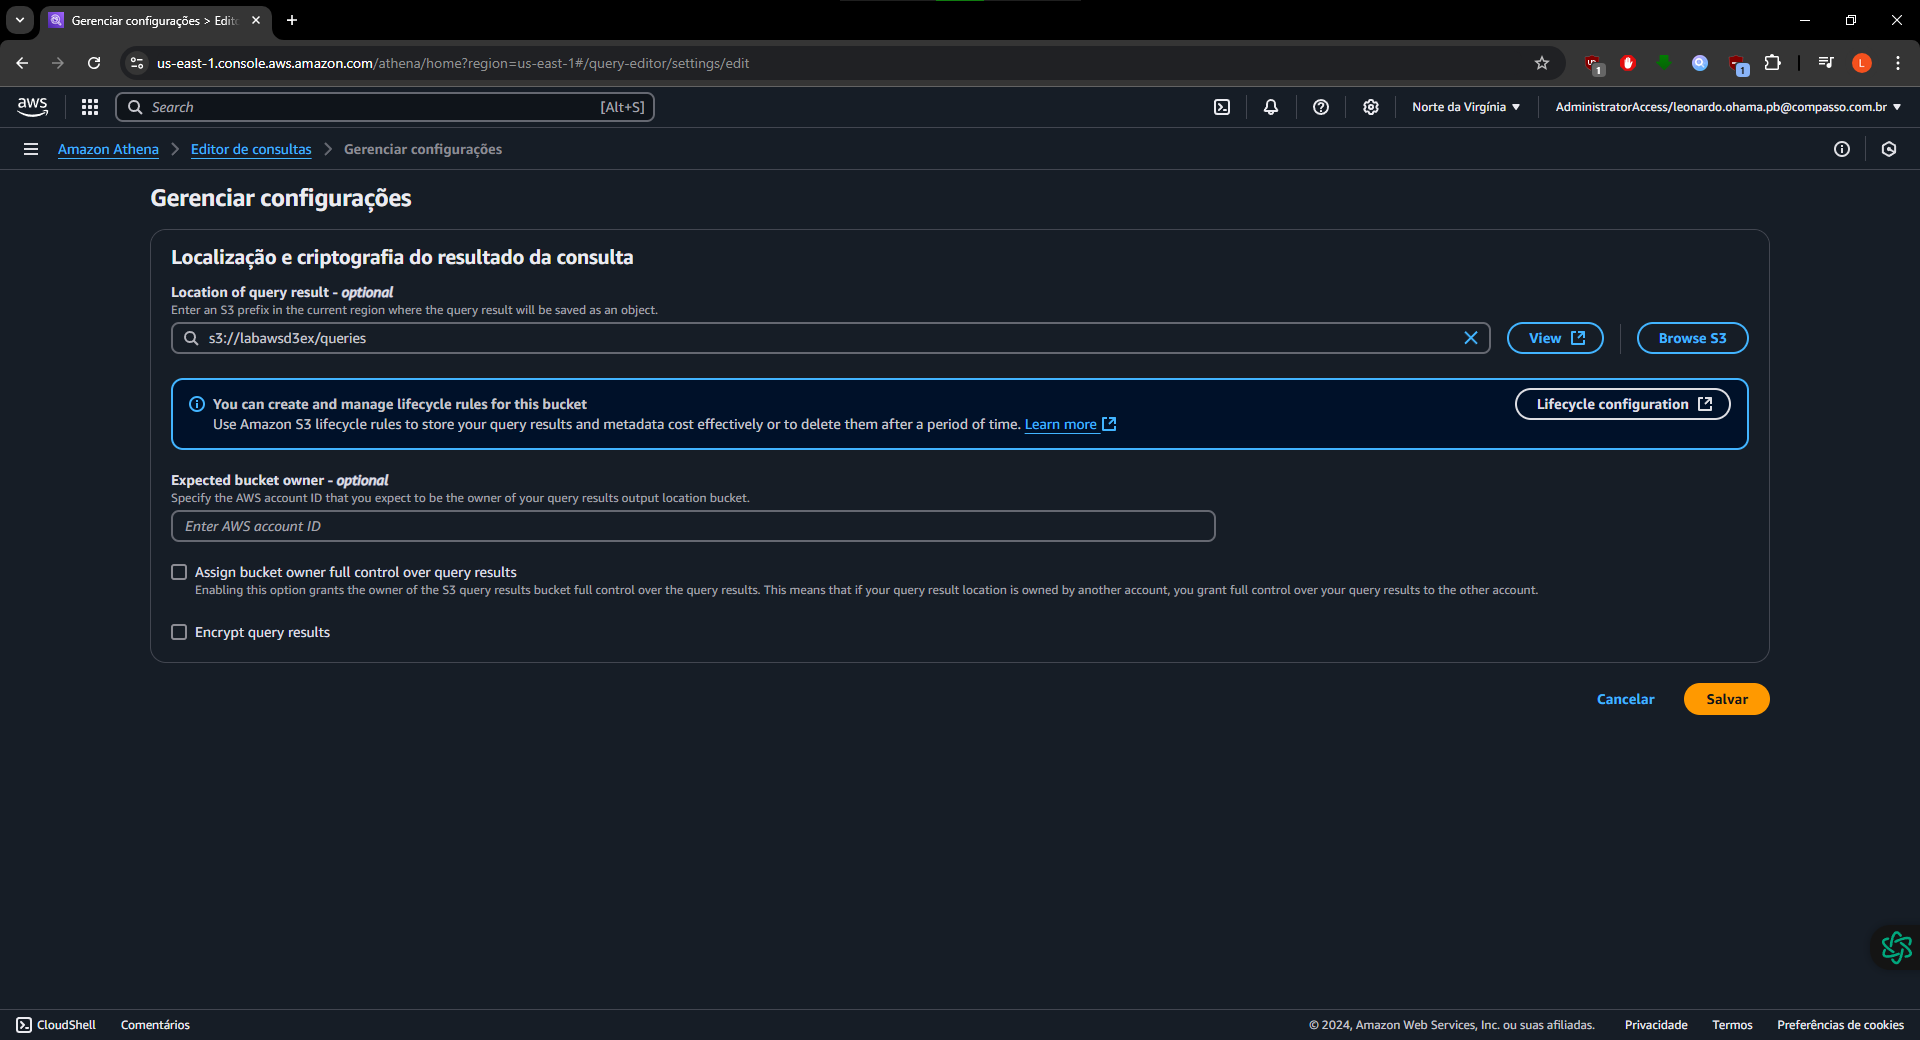 Gerenciar configurações > Edito
us-east-1.console.aws.amazon.com/athena/home?region=us-east-1#/query-editor/settings/edit
1
1
L
aws
Search
[Alt+S]
Norte da Virgínia
AdministratorAccess/leonardo.ohama.pb@compasso.com.br
Amazon Athena
Editor de consultas
Gerenciar configurações
Gerenciar configurações
Localização e criptografia do resultado da consulta
Location of query result - optional
Enter an S3 prefix in the current region where the query result will be saved as an object.
s3://labawsd3ex/queries
View
Browse S3
You can create and manage lifecycle rules for this bucket
Use Amazon S3 lifecycle rules to store your query results and metadata cost effectively or to delete them after a period of time. Learn more
Lifecycle configuration
Expected bucket owner - optional
Specify the AWS account ID that you expect to be the owner of your query results output location bucket.
Enter AWS account ID
Assign bucket owner full control over query results
Enabling this option grants the owner of the S3 query results bucket full control over the query results. This means that if your query result location is owned by another account, you grant full control over your query results to the other account.
Encrypt query results
Cancelar
Salvar
CloudShell
Comentários
© 2024, Amazon Web Services, Inc. ou suas afiliadas.
Privacidade
Termos
Preferências de cookies